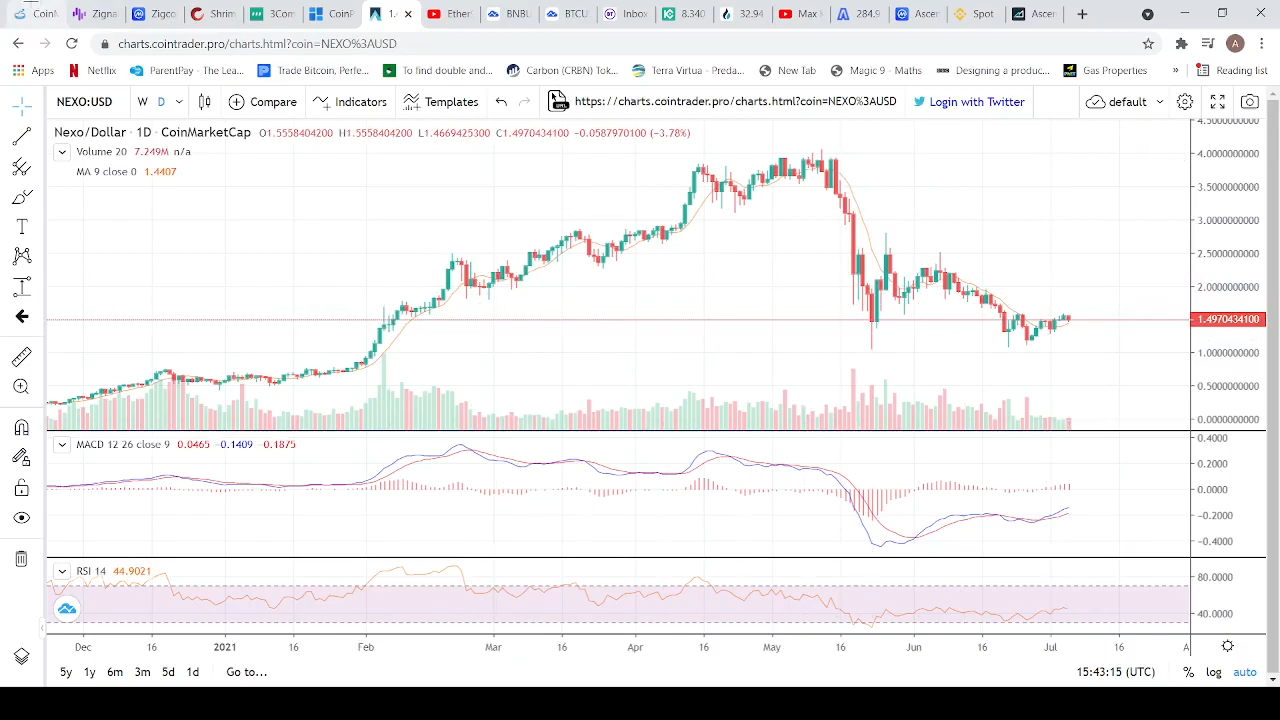 CoinM Zigna Zigco Shrim 3Com CoinF 1.4 Ether BNBL BTCU Inbox 8.340 2.94 Max 284.9 Ascer Spot Ascer
charts.cointrader.pro/charts.html?coin=NEXO%3AUSD A
Apps Netflix ParentPay - The Lea... Trade Bitcoin, Perfe... To find double and... Carbon (CRBN) Tok... Terra Virtua - Preda... New Tab Magic 9 - Maths Designing a produc... Gas Properties » Reading list
NEXO:USD W D Compare Indicators Templates https://charts.cointrader.pro/charts.html?coin=NEXO%3AUSD Login with Twitter default
Nexo/Dollar · 1D · CoinMarketCap O1.5558404200 H1.5558404200 L1.4669425300 C1.4970434100 −0.0587970100 (−3.78%)
Volume 20 7.249M n/a
MA 9 close 0 1.4407
4.5000000000
4.0000000000
3.5000000000
3.0000000000
2.5000000000
2.0000000000
1.4970434100
1.0000000000
0.5000000000
0.0000000000
MACD 12 26 close 9 0.0465 −0.1409 −0.1875
0.4000
0.2000
0.0000
−0.2000
−0.4000
RSI 14 44.9021
80.0000
40.0000
Dec 16 2021 16 Feb Mar 16 Apr 16 May 16 Jun 16 Jul 16 A
5y 1y 6m 3m 5d 1d Go to... 15:43:15 (UTC) % log auto